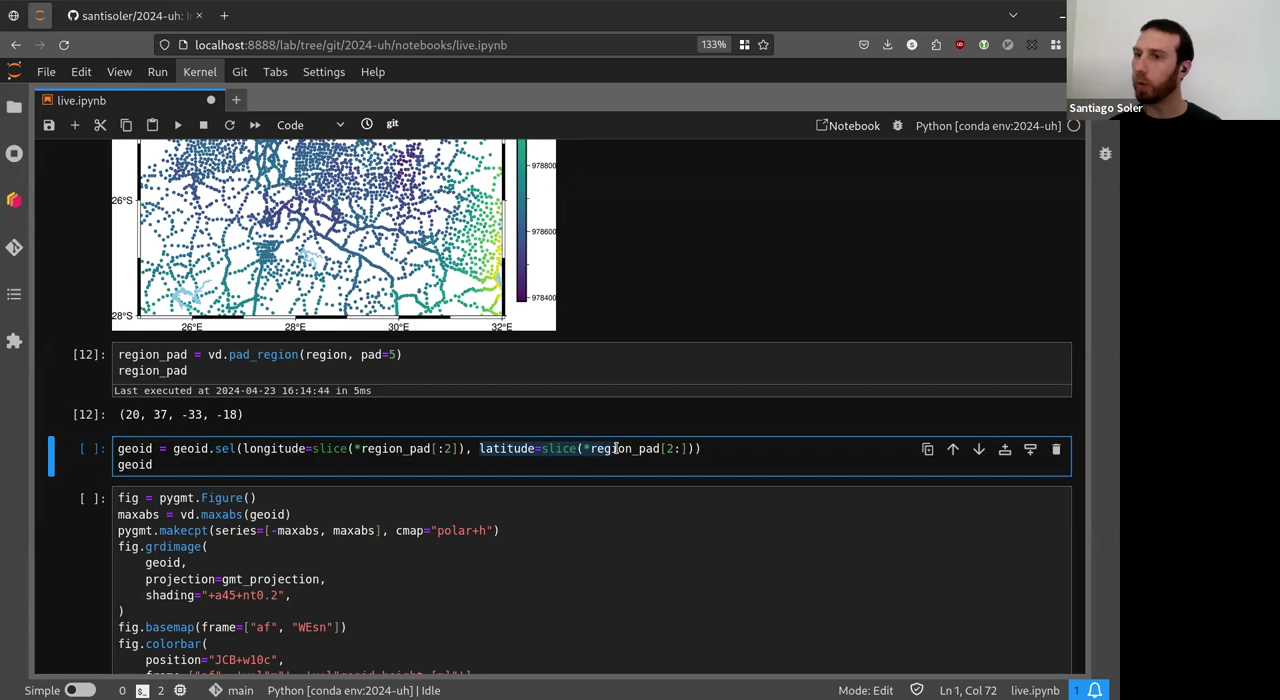 santisoler/2024-uh: I
localhost:8888/lab/tree/git/2024-uh/notebooks/live.ipynb
133%
File Edit View Run Kernel Git Tabs Settings Help
Santiago Soler
live.ipynb
Code
git
Notebook
Python [conda env:2024-uh]
978800
26°S
978600
978400
28°S
26°E 28°E 30°E 32°E
[12]: region_pad = vd.pad_region(region, pad=5)
region_pad
Last executed at 2024-04-23 16:14:44 in 5ms
[12]: (20, 37, -33, -18)
[ ]: geoid = geoid.sel(longitude=slice(*region_pad[:2]), latitude=slice(*region_pad[2:]))
geoid
[ ]: fig = pygmt.Figure()
maxabs = vd.maxabs(geoid)
pygmt.makecpt(series=[-maxabs, maxabs], cmap="polar+h")
fig.grdimage(
geoid,
projection=gmt_projection,
shading="+a45+nt0.2",
)
fig.basemap(frame=["af", "WEsn"])
fig.colorbar(
position="JCB+w10c",
Simple 0 2 main Python [conda env:2024-uh] | Idle Mode: Edit Ln 1, Col 72 live.ipynb 1